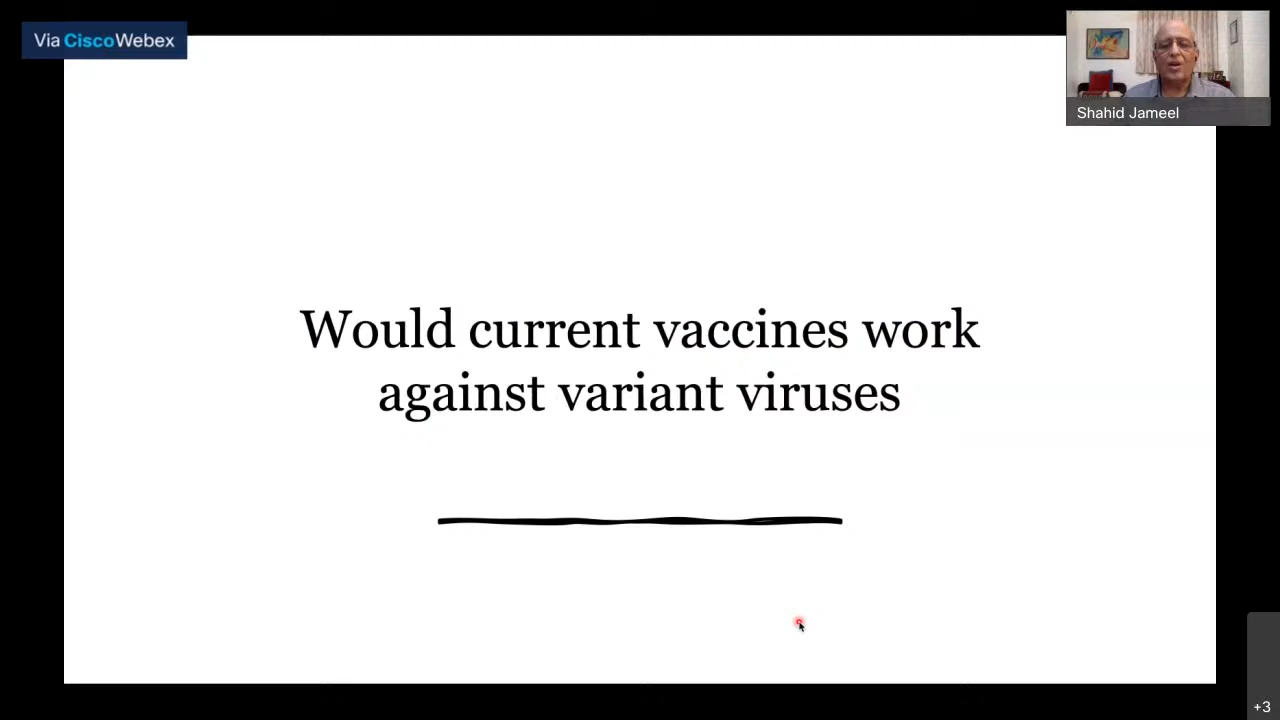 Via CiscoWebex
Shahid Jameel
Would current vaccines work
against variant viruses
+3